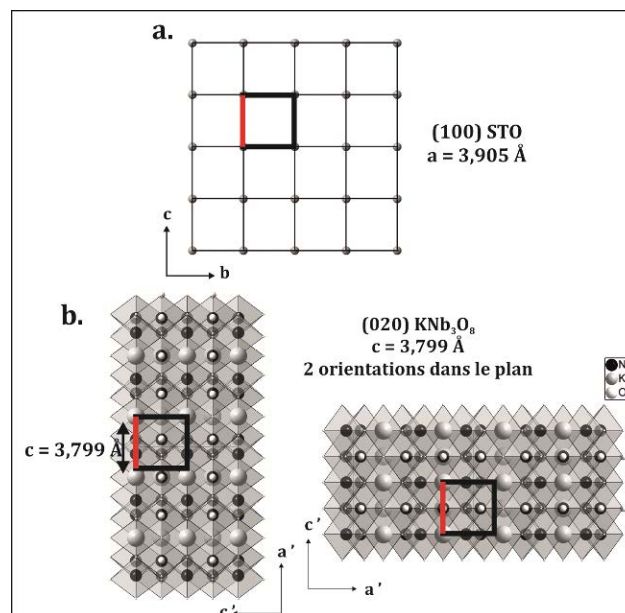 a.
(100) STO
a = 3,905 Å
c
b
b.
(020) KNb₃O₈
c = 3,799 Å
2 orientations dans le plan
N
K
O
c = 3,799 Å
a'
c'
c'
a'